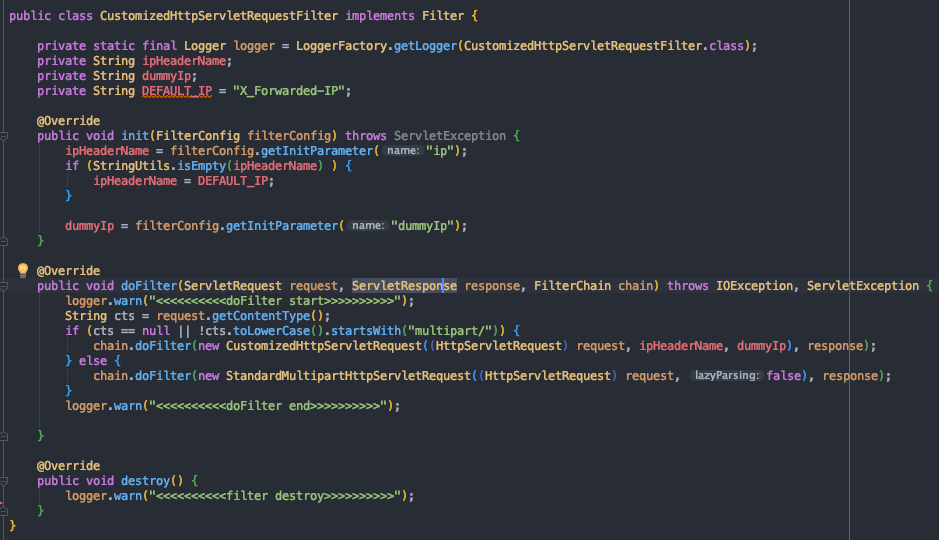 public class CustomizedHttpServletRequestFilter implements Filter {
private static final Logger logger = LoggerFactory.getLogger(CustomizedHttpServletRequestFilter.class);
private String ipHeaderName;
private String dummyIp;
private String DEFAULT_IP = "X_Forwarded-IP";
@Override
public void init(FilterConfig filterConfig) throws ServletException {
ipHeaderName = filterConfig.getInitParameter( name: "ip");
if (StringUtils.isEmpty(ipHeaderName) ) {
ipHeaderName = DEFAULT_IP;
}
dummyIp = filterConfig.getInitParameter( name: "dummyIp");
}
@Override
public void doFilter(ServletRequest request, ServletResponse response, FilterChain chain) throws IOException, ServletException {
logger.warn("<<<<<<<<<<doFilter start>>>>>>>>>>");
String cts = request.getContentType();
if (cts == null || !cts.toLowerCase().startsWith("multipart/")) {
chain.doFilter(new CustomizedHttpServletRequest((HttpServletRequest) request, ipHeaderName, dummyIp), response);
} else {
chain.doFilter(new StandardMultipartHttpServletRequest((HttpServletRequest) request, lazyParsing: false), response);
}
logger.warn("<<<<<<<<<<doFilter end>>>>>>>>>>");
}
@Override
public void destroy() {
logger.warn("<<<<<<<<<<filter destroy>>>>>>>>>>");
}
}